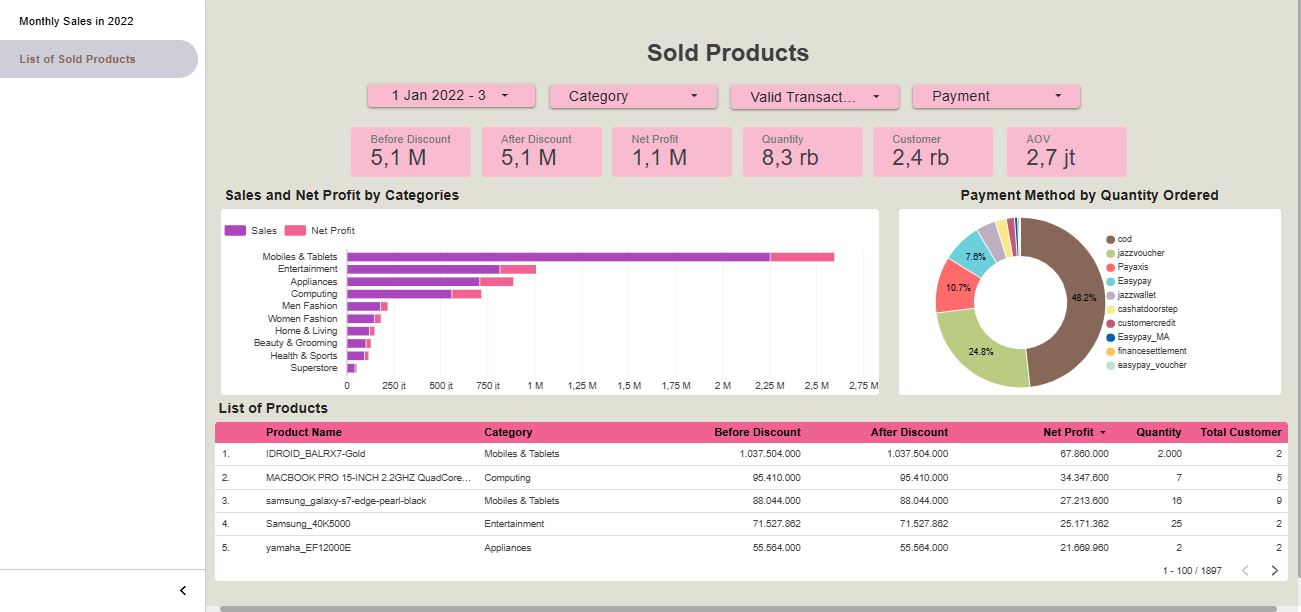 Monthly Sales in 2022
List of Sold Products
Sold Products
1 Jan 2022 - 3
Category
Valid Transact...
Payment
Before Discount
5,1 M
After Discount
5,1 M
Net Profit
1,1 M
Quantity
8,3 rb
Customer
2,4 rb
AOV
2,7 jt
Sales and Net Profit by Categories
Sales Net Profit
Mobiles & Tablets
Entertainment
Appliances
Computing
Men Fashion
Women Fashion
Home & Living
Beauty & Grooming
Health & Sports
Superstore
0 250 jt 500 jt 750 jt 1 M 1,25 M 1,5 M 1,75 M 2 M 2,25 M 2,5 M 2,75 M
Payment Method by Quantity Ordered
48.2%
24.8%
10.7%
7.6%
cod
jazzvoucher
Payaxis
Easypay
jazzwallet
cashatdoorstep
customercredit
Easypay_MA
financesettlement
easypay_voucher
List of Products
Product Name Category Before Discount After Discount Net Profit Quantity Total Customer
1. IDROID_BALRX7-Gold Mobiles & Tablets 1.037.504.000 1.037.504.000 67.860.000 2.000 2
2. MACBOOK PRO 15-INCH 2.2GHZ QuadCore... Computing 95.410.000 95.410.000 34.347.600 7 5
3. samsung_galaxy-s7-edge-pearl-black Mobiles & Tablets 88.044.000 88.044.000 27.213.600 16 9
4. Samsung_40K5000 Entertainment 71.527.862 71.527.862 25.171.362 25 2
5. yamaha_EF12000E Appliances 55.564.000 55.564.000 21.669.960 2 2
1 - 100 / 1897